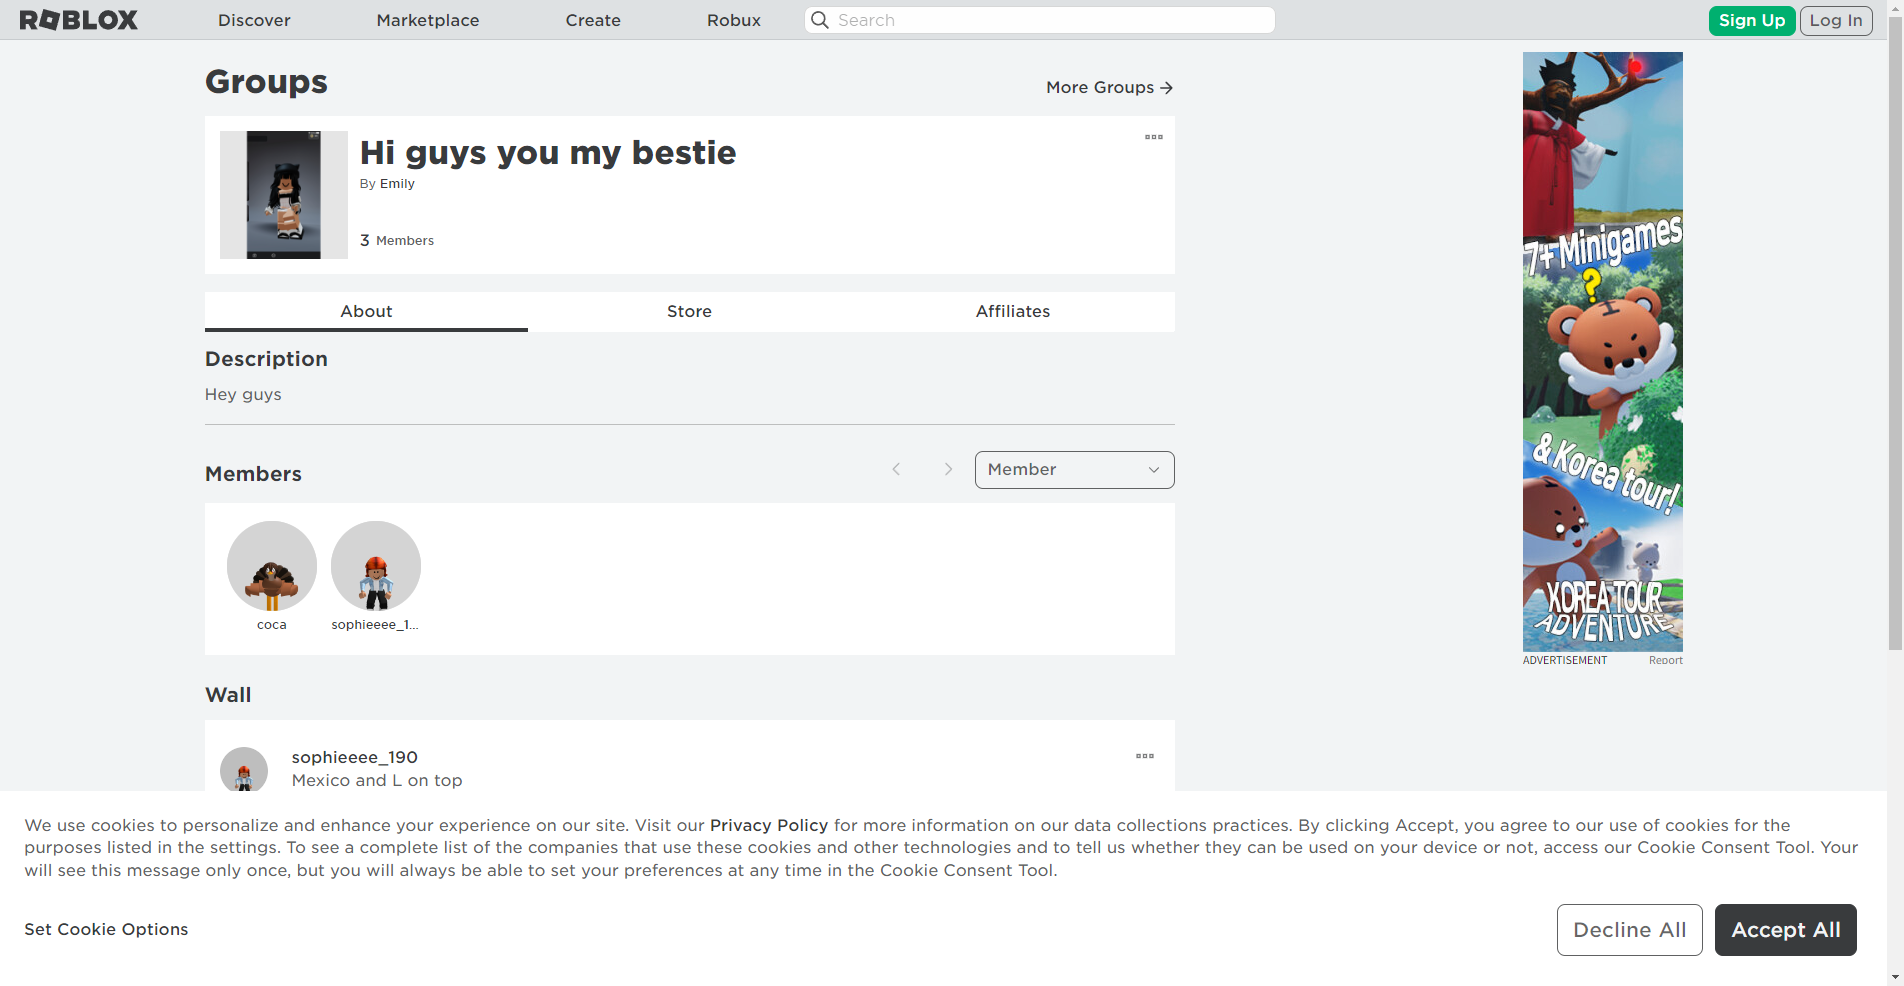 ROBLOX
Discover
Marketplace
Create
Robux
Search
Sign Up
Log In
Groups
More Groups
Hi guys you my bestie
By Emily
3 Members
About
Store
Affiliates
Description
Hey guys
Members
Member
coca
sophieeee_1...
Wall
sophieeee_190
Mexico and L on top
7+ Minigames
?
& Korea tour!
KOREA TOUR
ADVENTURE
ADVERTISEMENT
Report
We use cookies to personalize and enhance your experience on our site. Visit our Privacy Policy for more information on our data collections practices. By clicking Accept, you agree to our use of cookies for the
purposes listed in the settings. To see a complete list of the companies that use these cookies and other technologies and to tell us whether they can be used on your device or not, access our Cookie Consent Tool. Your
will see this message only once, but you will always be able to set your preferences at any time in the Cookie Consent Tool.
Set Cookie Options
Decline All
Accept All